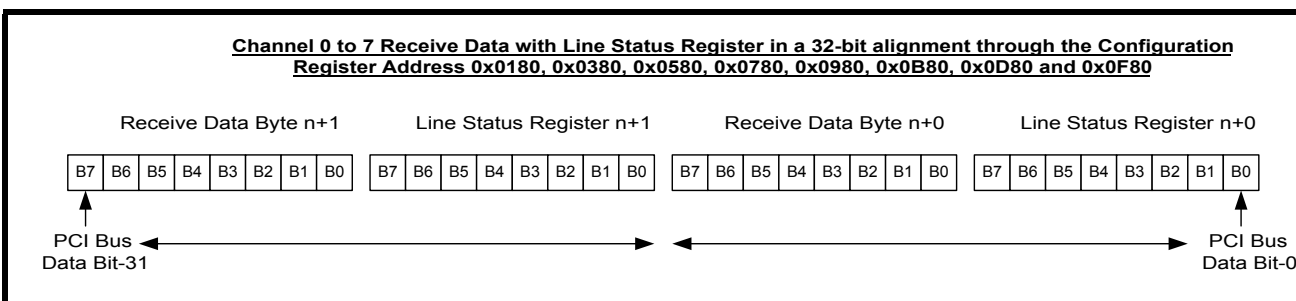 Channel 0 to 7 Receive Data with Line Status Register in a 32-bit alignment through the Configuration
Register Address 0x0180, 0x0380, 0x0580, 0x0780, 0x0980, 0x0B80, 0x0D80 and 0x0F80
Receive Data Byte n+1 Line Status Register n+1 Receive Data Byte n+0 Line Status Register n+0
B7 B6 B5 B4 B3 B2 B1 B0 B7 B6 B5 B4 B3 B2 B1 B0 B7 B6 B5 B4 B3 B2 B1 B0 B7 B6 B5 B4 B3 B2 B1 B0
PCI Bus PCI Bus
Data Bit-31 Data Bit-0